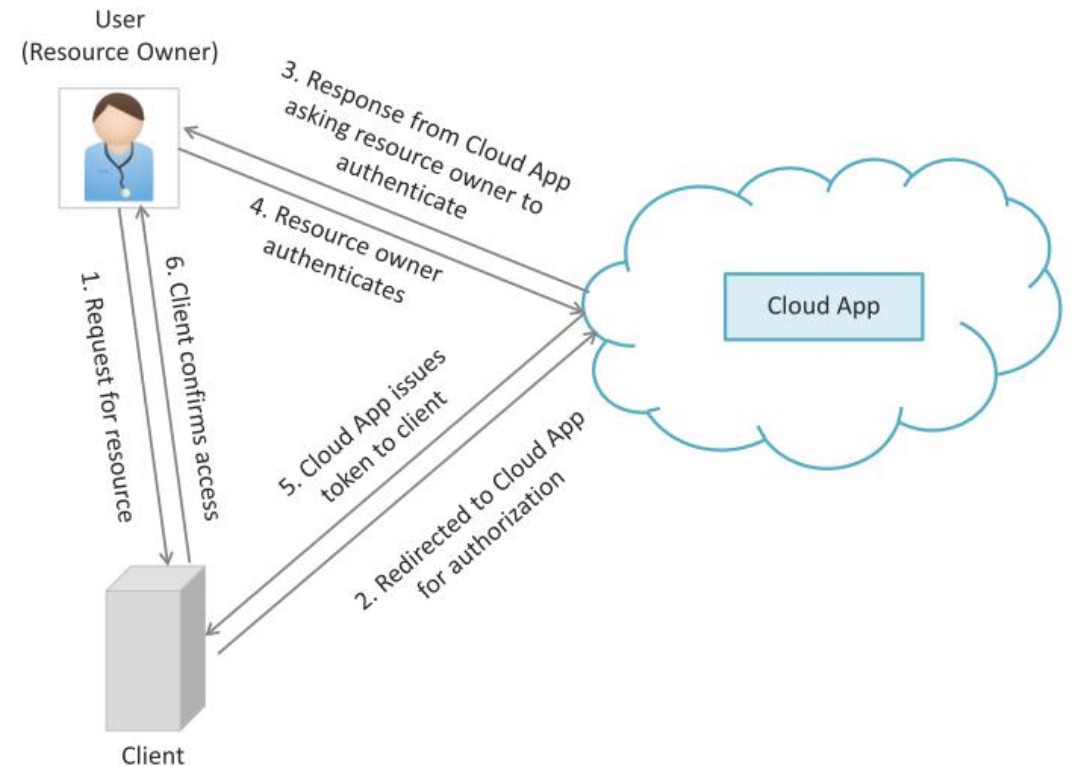 User
(Resource Owner)
3. Response from Cloud App
asking resource owner to
authenticate
4. Resource owner
authenticates
1. Request for resource
6. Client confirms access
Cloud App
5. Cloud App issues
token to client
2. Redirected to Cloud App
for authorization
Client